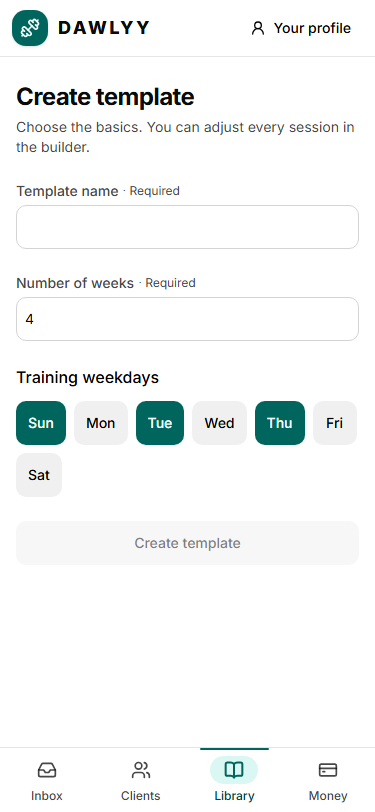 DAWLYY
Your profile
Create template
Choose the basics. You can adjust every session in
the builder.
Template name · Required
Number of weeks · Required
4
Training weekdays
Sun Mon Tue Wed Thu Fri
Sat
Create template
Inbox Clients Library Money